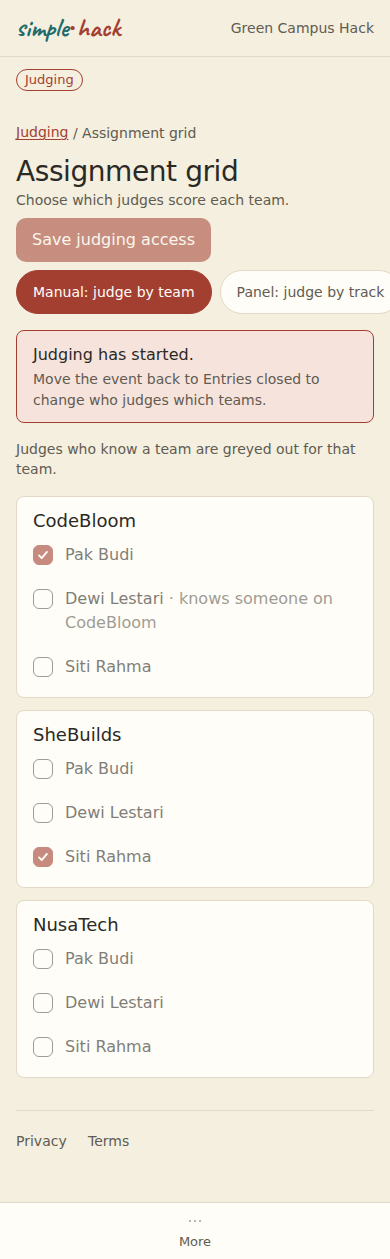 simple·hack
Green Campus Hack
Judging
Judging / Assignment grid
Assignment grid
Choose which judges score each team.
Save judging access
Manual: judge by team
Panel: judge by track
Judging has started.
Move the event back to Entries closed to
change who judges which teams.
Judges who know a team are greyed out for that
team.
CodeBloom
Pak Budi
Dewi Lestari · knows someone on
CodeBloom
Siti Rahma
SheBuilds
Pak Budi
Dewi Lestari
Siti Rahma
NusaTech
Pak Budi
Dewi Lestari
Siti Rahma
Privacy
Terms
...
More